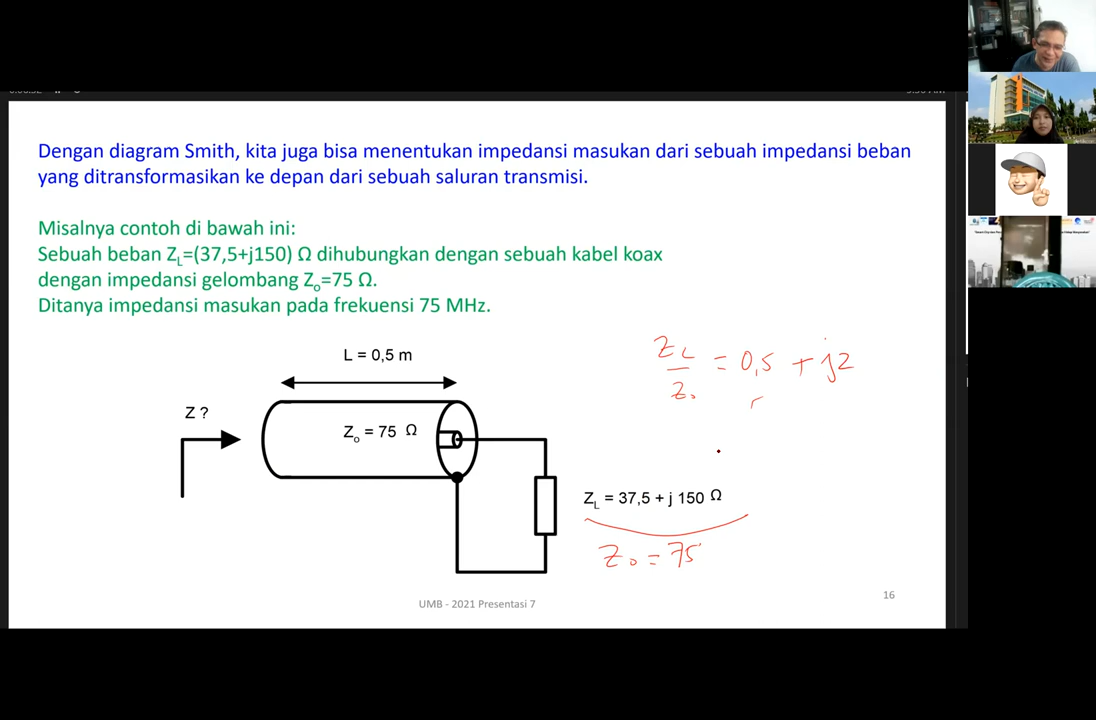 Dengan diagram Smith, kita juga bisa menentukan impedansi masukan dari sebuah impedansi beban
yang ditransformasikan ke depan dari sebuah saluran transmisi.
Misalnya contoh di bawah ini:
Sebuah beban ZL=(37,5+j150) Ω dihubungkan dengan sebuah kabel koax
dengan impedansi gelombang Zo=75 Ω.
Ditanya impedansi masukan pada frekuensi 75 MHz.
L = 0,5 m
ZL/Zo = 0,5 + j2
Z ?
Zo = 75 Ω
ZL = 37,5 + j 150 Ω
Zo = 75
UMB - 2021 Presentasi 7
16